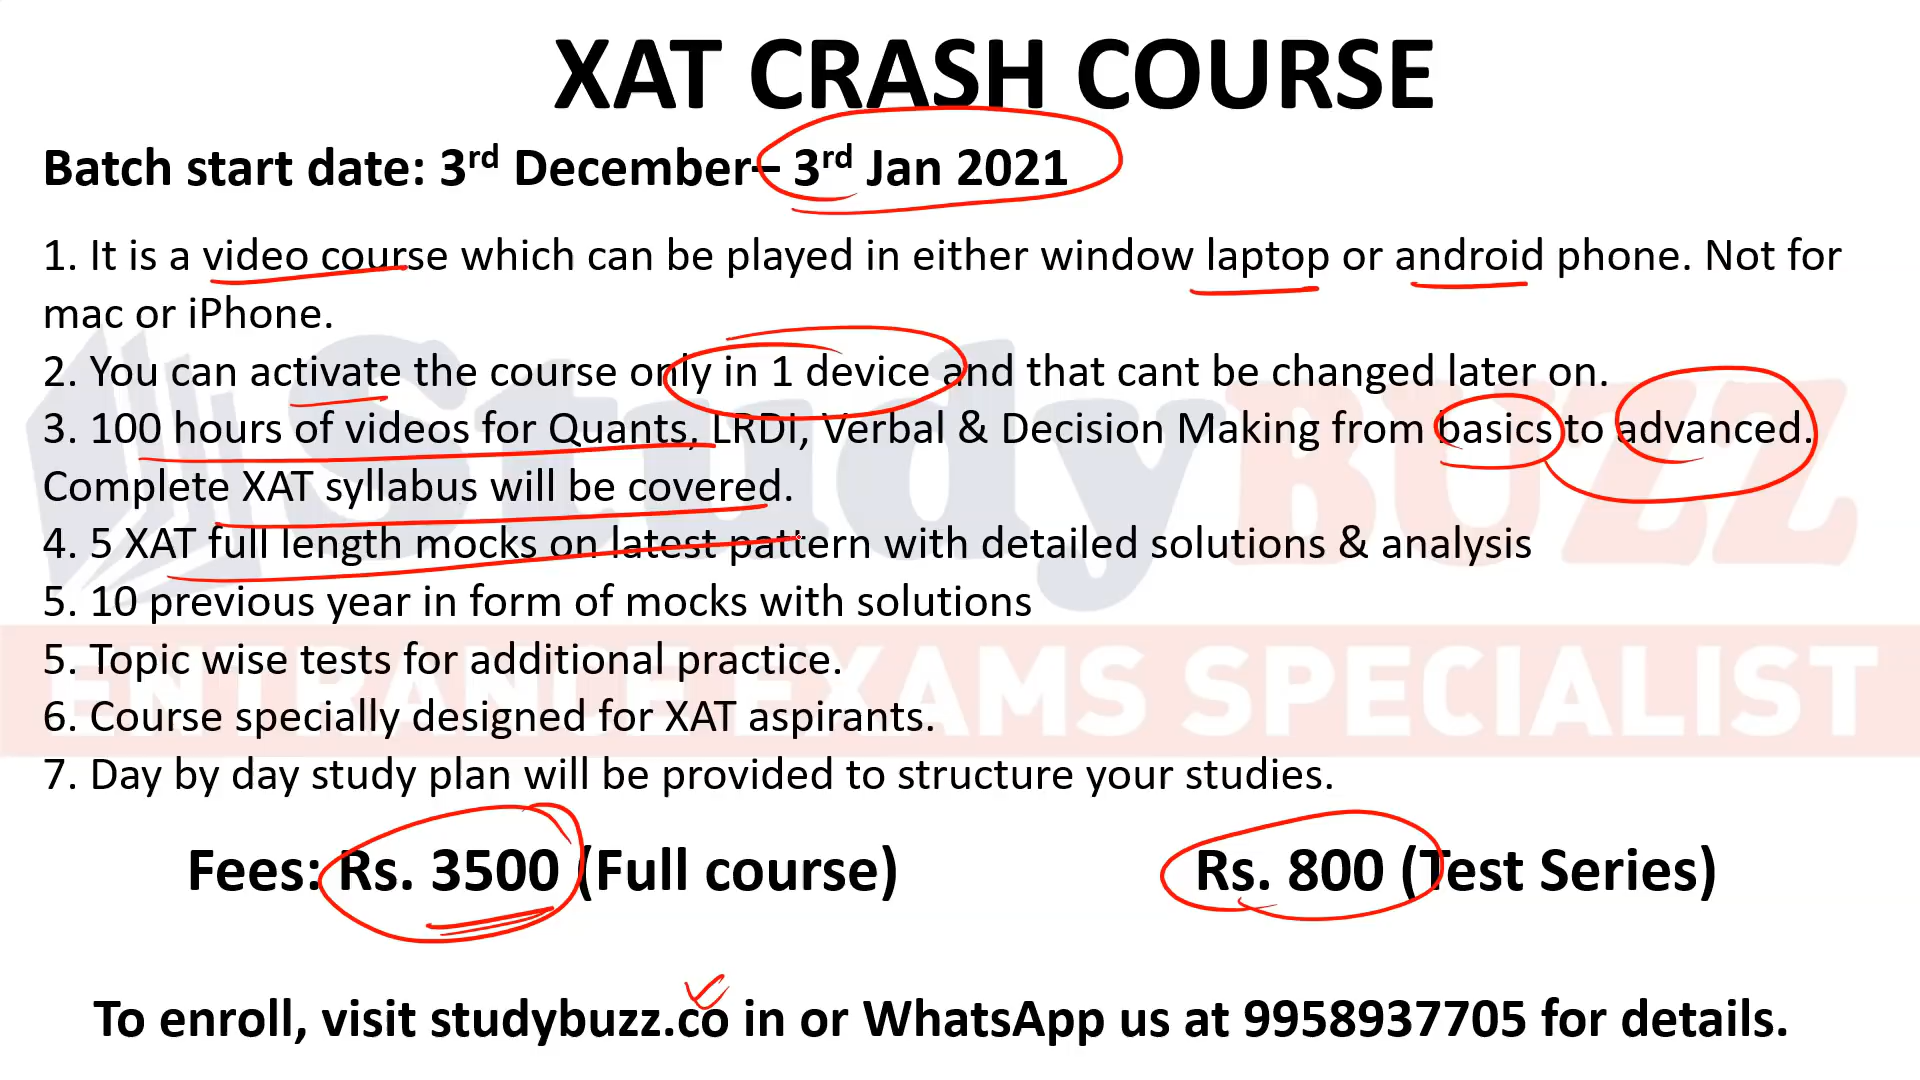 XAT CRASH COURSE
Batch start date: 3rd December– 3rd Jan 2021
1. It is a video course which can be played in either window laptop or android phone. Not for
mac or iPhone.
2. You can activate the course only in 1 device and that cant be changed later on.
3. 100 hours of videos for Quants, LRDI, Verbal & Decision Making from basics to advanced.
Complete XAT syllabus will be covered.
4. 5 XAT full length mocks on latest pattern with detailed solutions & analysis
5. 10 previous year in form of mocks with solutions
5. Topic wise tests for additional practice.
6. Course specially designed for XAT aspirants.
7. Day by day study plan will be provided to structure your studies.
Fees: Rs. 3500 (Full course) Rs. 800 (Test Series)
To enroll, visit studybuzz.co in or WhatsApp us at 9958937705 for details.
StudyBUZZ
ENTRANCE EXAMS SPECIALIST